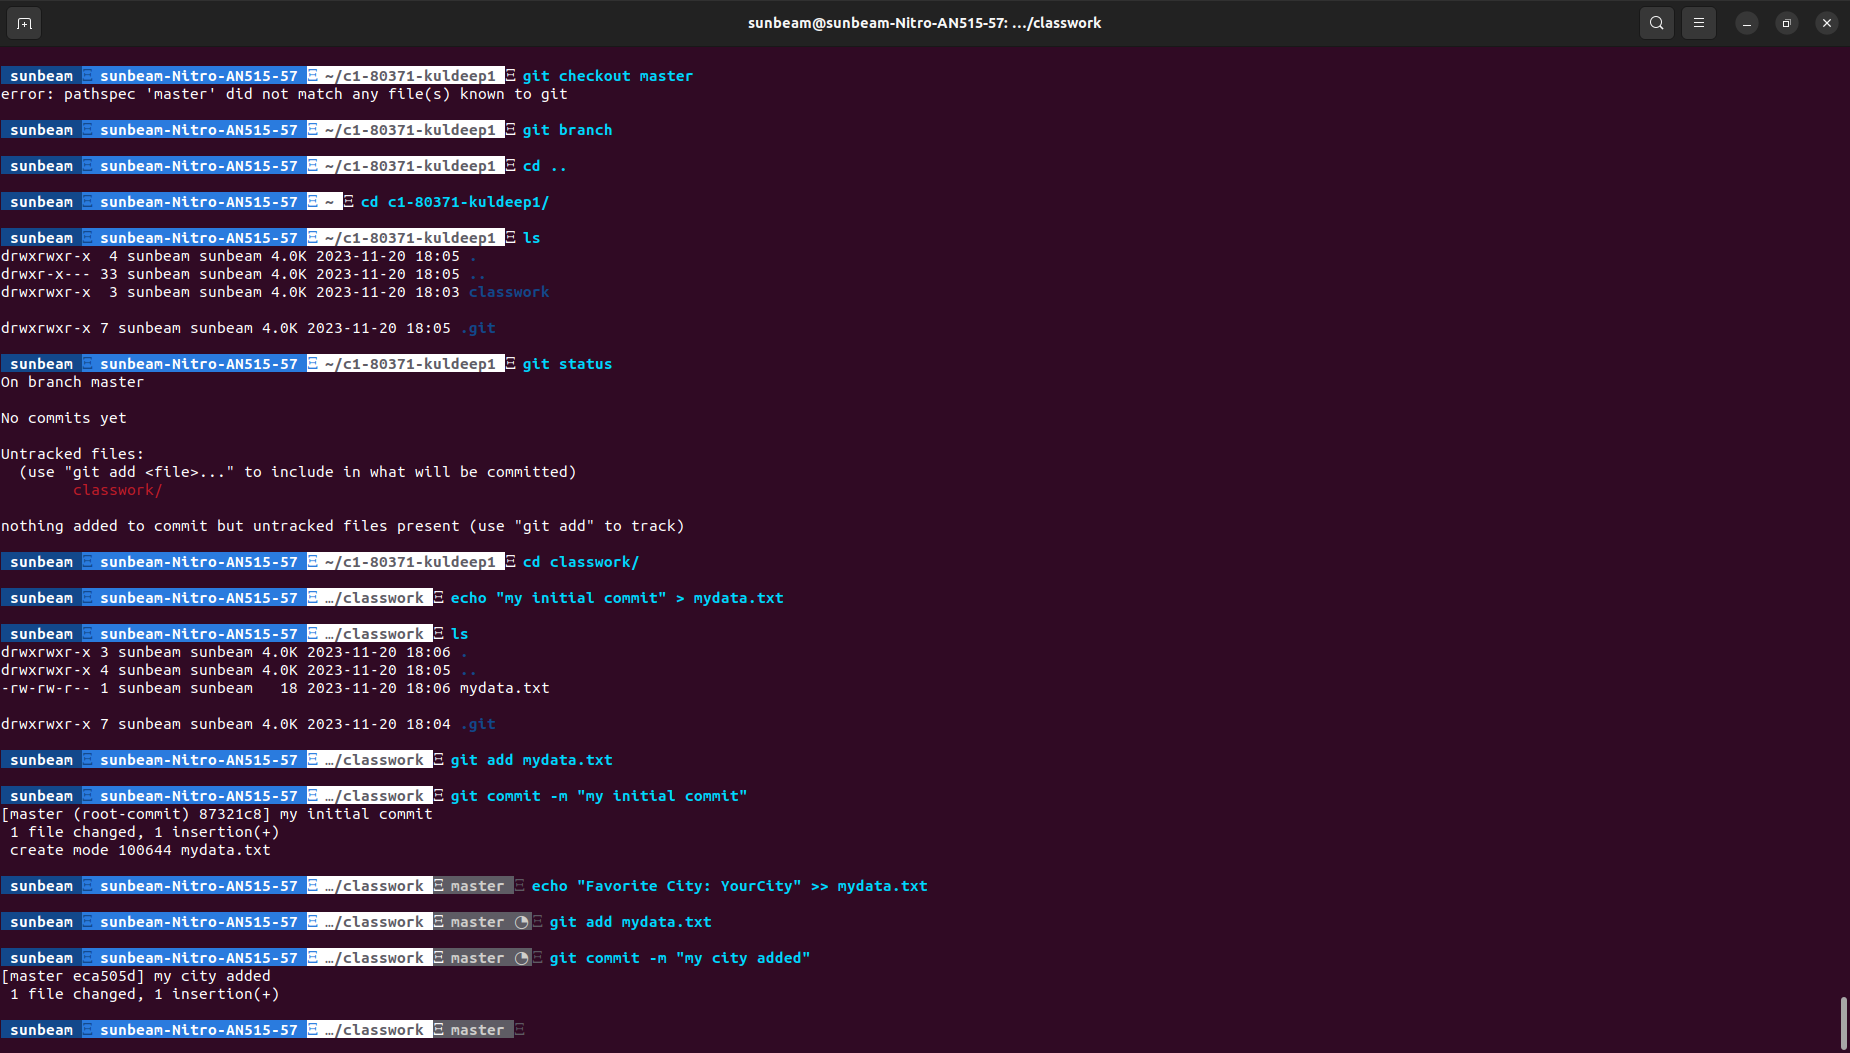 sunbeam@sunbeam-Nitro-AN515-57: .../classwork
sunbeam sunbeam-Nitro-AN515-57 ~/c1-80371-kuldeep1 git checkout master
error: pathspec 'master' did not match any file(s) known to git
sunbeam sunbeam-Nitro-AN515-57 ~/c1-80371-kuldeep1 git branch
sunbeam sunbeam-Nitro-AN515-57 ~/c1-80371-kuldeep1 cd ..
sunbeam sunbeam-Nitro-AN515-57 ~ cd c1-80371-kuldeep1/
sunbeam sunbeam-Nitro-AN515-57 ~/c1-80371-kuldeep1 ls
drwxrwxr-x  4 sunbeam sunbeam 4.0K 2023-11-20 18:05 .
drwxr-x--- 33 sunbeam sunbeam 4.0K 2023-11-20 18:05 ..
drwxrwxr-x  3 sunbeam sunbeam 4.0K 2023-11-20 18:03 classwork
drwxrwxr-x 7 sunbeam sunbeam 4.0K 2023-11-20 18:05 .git
sunbeam sunbeam-Nitro-AN515-57 ~/c1-80371-kuldeep1 git status
On branch master
No commits yet
Untracked files:
(use "git add <file>..." to include in what will be committed)
classwork/
nothing added to commit but untracked files present (use "git add" to track)
sunbeam sunbeam-Nitro-AN515-57 ~/c1-80371-kuldeep1 cd classwork/
sunbeam sunbeam-Nitro-AN515-57 …/classwork echo "my initial commit" > mydata.txt
sunbeam sunbeam-Nitro-AN515-57 …/classwork ls
drwxrwxr-x 3 sunbeam sunbeam 4.0K 2023-11-20 18:06 .
drwxrwxr-x 4 sunbeam sunbeam 4.0K 2023-11-20 18:05 ..
-rw-rw-r-- 1 sunbeam sunbeam   18 2023-11-20 18:06 mydata.txt
drwxrwxr-x 7 sunbeam sunbeam 4.0K 2023-11-20 18:04 .git
sunbeam sunbeam-Nitro-AN515-57 …/classwork git add mydata.txt
sunbeam sunbeam-Nitro-AN515-57 …/classwork git commit -m "my initial commit"
[master (root-commit) 87321c8] my initial commit
1 file changed, 1 insertion(+)
create mode 100644 mydata.txt
sunbeam sunbeam-Nitro-AN515-57 …/classwork master echo "Favorite City: YourCity" >> mydata.txt
sunbeam sunbeam-Nitro-AN515-57 …/classwork master git add mydata.txt
sunbeam sunbeam-Nitro-AN515-57 …/classwork master git commit -m "my city added"
[master eca505d] my city added
1 file changed, 1 insertion(+)
sunbeam sunbeam-Nitro-AN515-57 …/classwork master